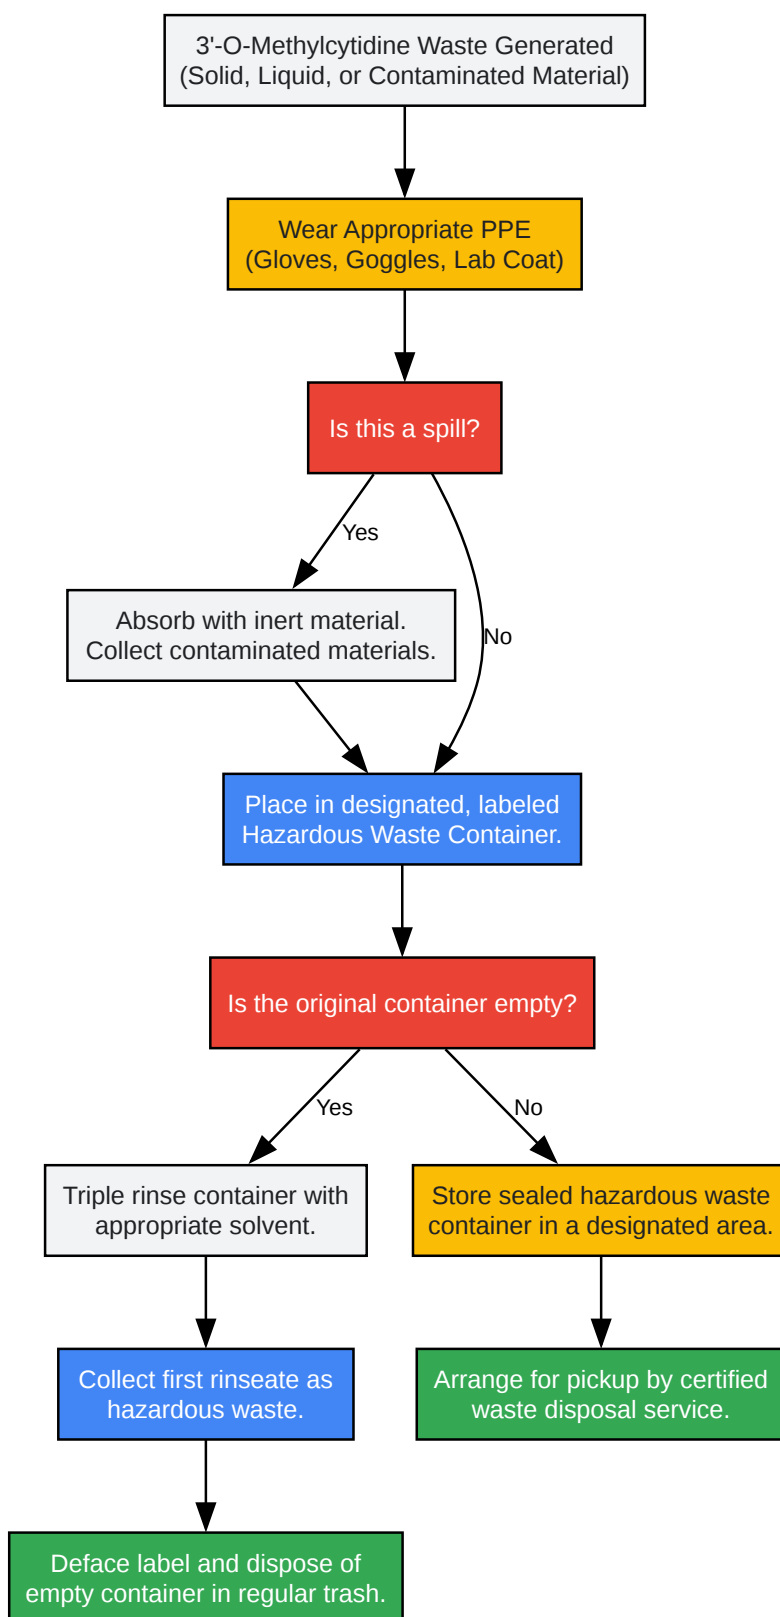 3'-O-Methylcytidine Waste Generated
(Solid, Liquid, or Contaminated Material)
Wear Appropriate PPE
(Gloves, Goggles, Lab Coat)
Is this a spill?
Yes
Absorb with inert material.
Collect contaminated materials.
No
Place in designated, labeled
Hazardous Waste Container.
Is the original container empty?
Yes
No
Triple rinse container with
appropriate solvent.
Store sealed hazardous waste
container in a designated area.
Collect first rinseate as
hazardous waste.
Arrange for pickup by certified
waste disposal service.
Deface label and dispose of
empty container in regular trash.